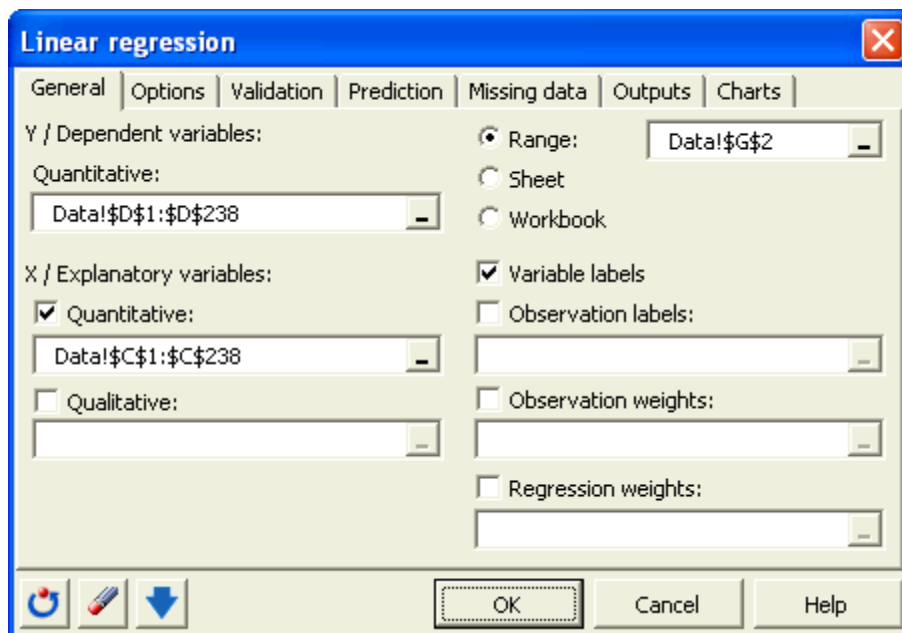 Linear regression
General Options Validation Prediction Missing data Outputs Charts
Y / Dependent variables:
Quantitative:
Data!$D$1:$D$238
X / Explanatory variables:
Quantitative:
Data!$C$1:$C$238
Qualitative:
Range: Data!$G$2
Sheet
Workbook
Variable labels
Observation labels:
Observation weights:
Regression weights:
OK Cancel Help